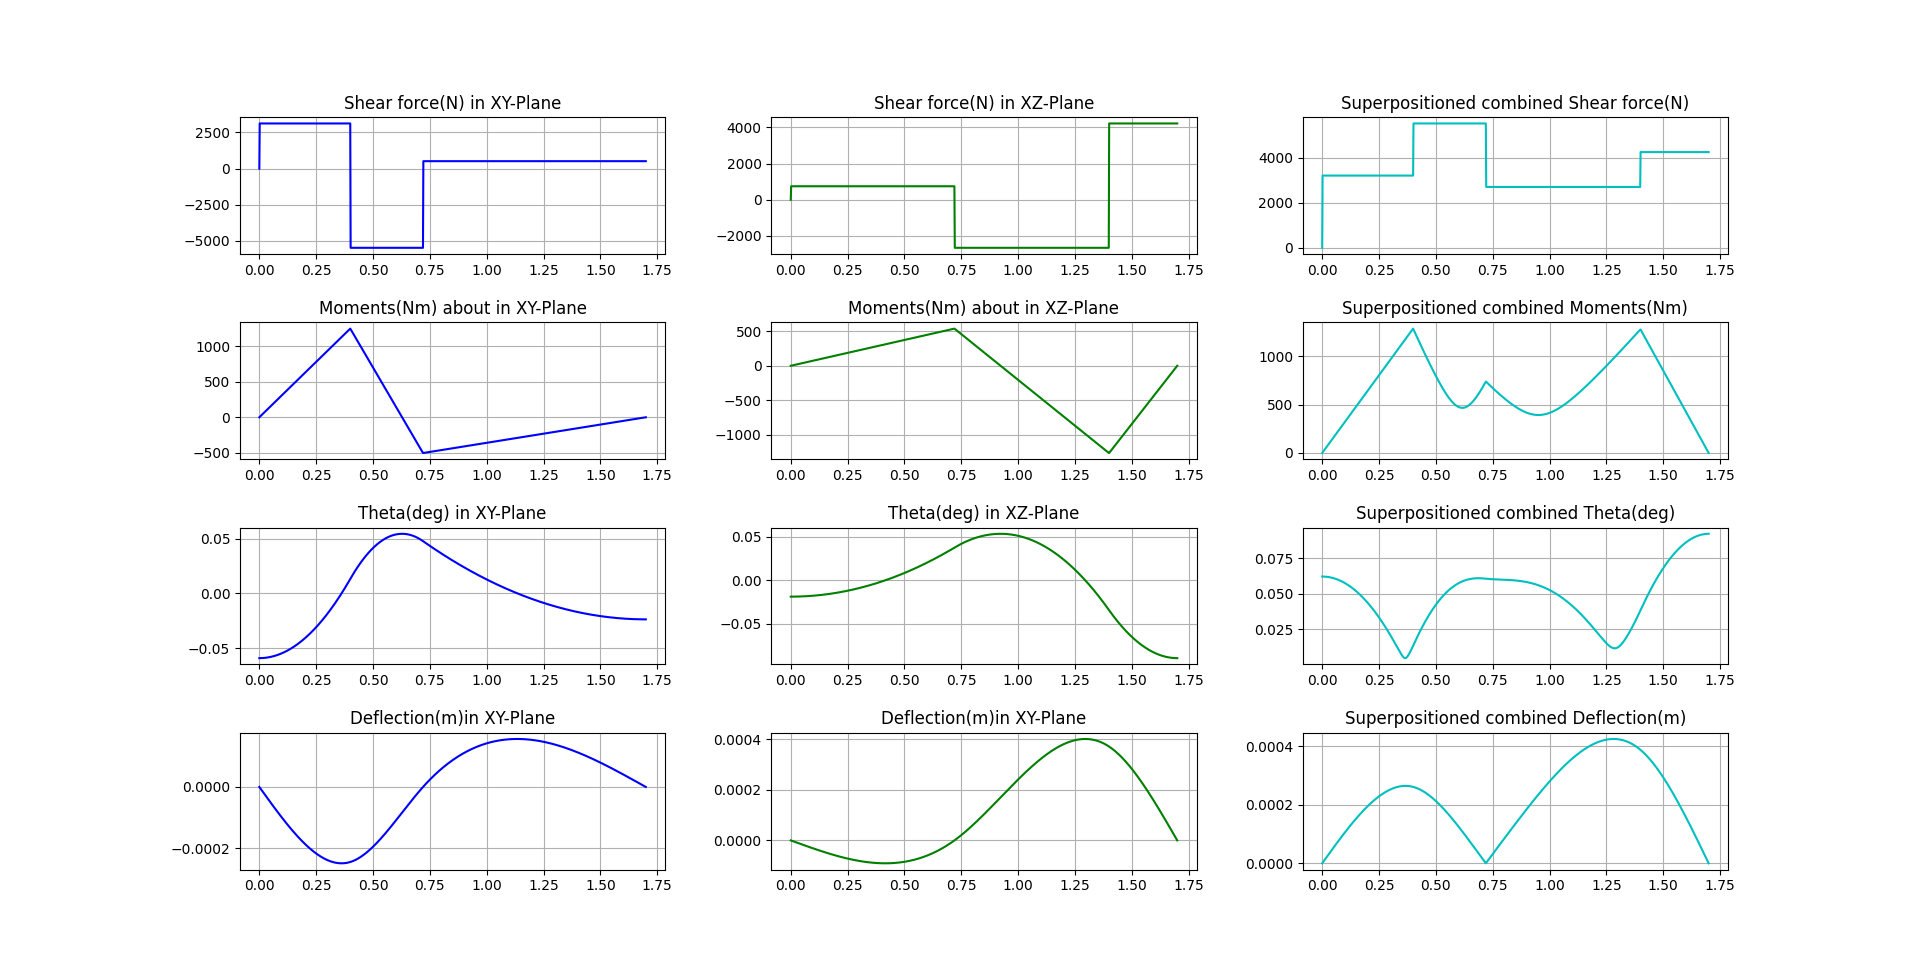 Shear force(N) in XY-Plane
2500
0
−2500
−5000
0.00 0.25 0.50 0.75 1.00 1.25 1.50 1.75
Shear force(N) in XZ-Plane
4000
2000
0
−2000
0.00 0.25 0.50 0.75 1.00 1.25 1.50 1.75
Superpositioned combined Shear force(N)
4000
2000
0
0.00 0.25 0.50 0.75 1.00 1.25 1.50 1.75
Moments(Nm) about in XY-Plane
1000
500
0
−500
0.00 0.25 0.50 0.75 1.00 1.25 1.50 1.75
Moments(Nm) about in XZ-Plane
500
0
−500
−1000
0.00 0.25 0.50 0.75 1.00 1.25 1.50 1.75
Superpositioned combined Moments(Nm)
1000
500
0
0.00 0.25 0.50 0.75 1.00 1.25 1.50 1.75
Theta(deg) in XY-Plane
0.05
0.00
−0.05
0.00 0.25 0.50 0.75 1.00 1.25 1.50 1.75
Theta(deg) in XZ-Plane
0.05
0.00
−0.05
0.00 0.25 0.50 0.75 1.00 1.25 1.50 1.75
Superpositioned combined Theta(deg)
0.075
0.050
0.025
0.00 0.25 0.50 0.75 1.00 1.25 1.50 1.75
Deflection(m)in XY-Plane
0.0000
−0.0002
0.00 0.25 0.50 0.75 1.00 1.25 1.50 1.75
Deflection(m)in XY-Plane
0.0004
0.0002
0.0000
0.00 0.25 0.50 0.75 1.00 1.25 1.50 1.75
Superpositioned combined Deflection(m)
0.0004
0.0002
0.0000
0.00 0.25 0.50 0.75 1.00 1.25 1.50 1.75